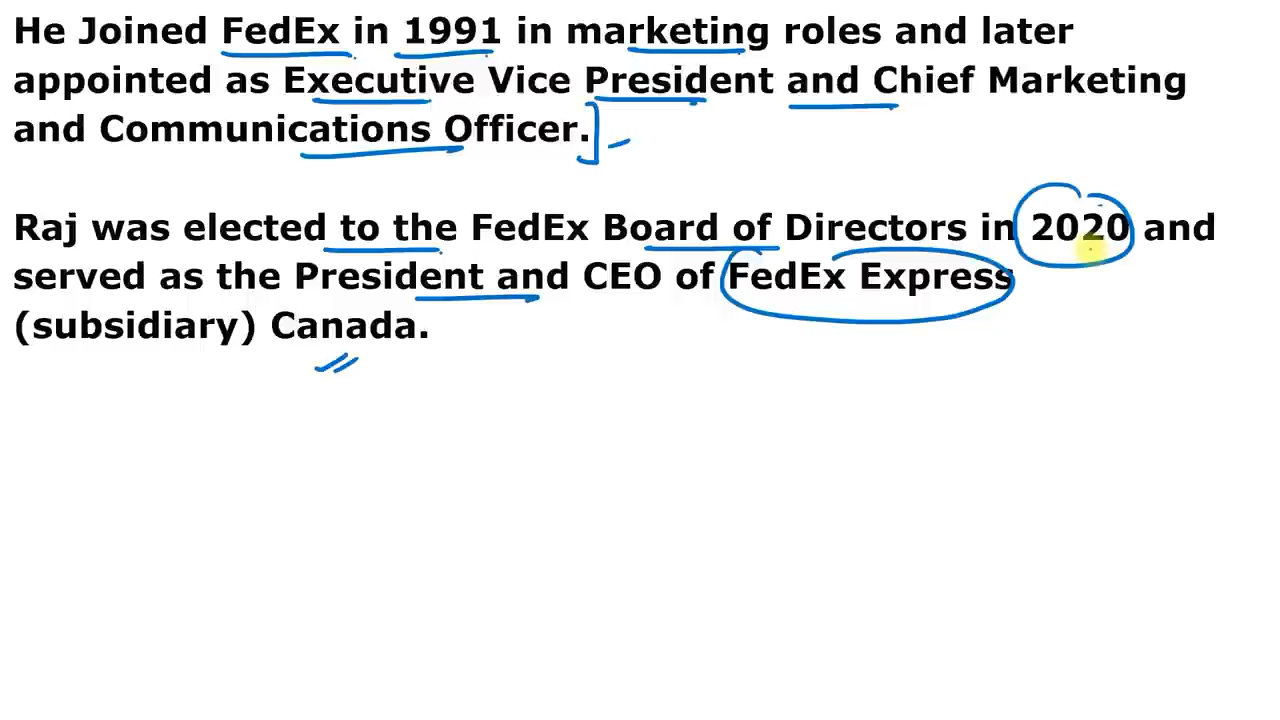 He Joined FedEx in 1991 in marketing roles and later
appointed as Executive Vice President and Chief Marketing
and Communications Officer.
Raj was elected to the FedEx Board of Directors in 2020 and
served as the President and CEO of FedEx Express
(subsidiary) Canada.